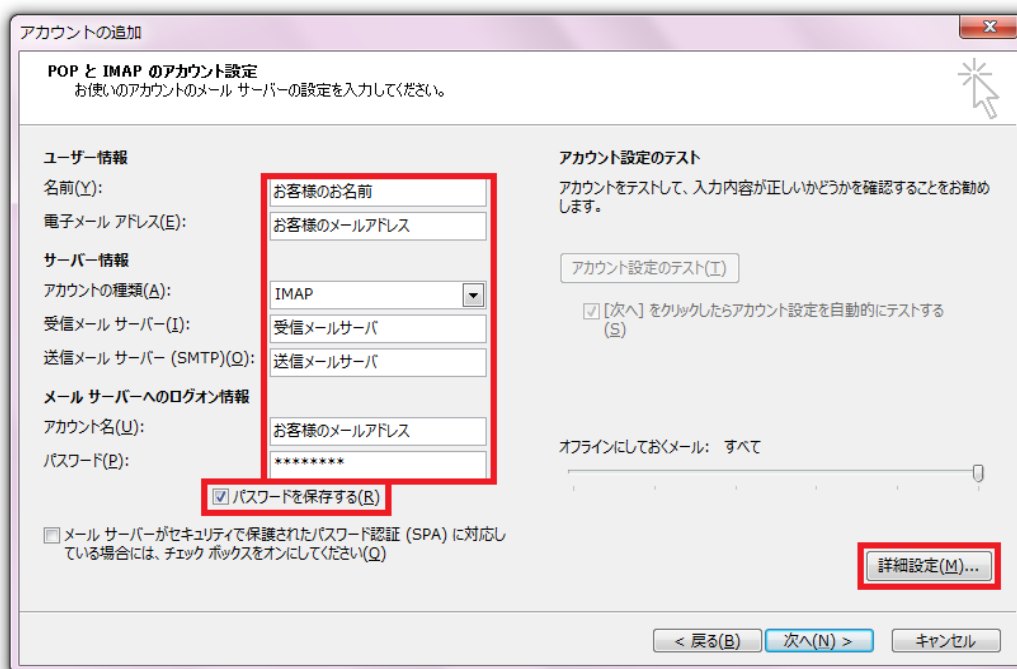 アカウントの追加
POP と IMAP のアカウント設定
お使いのアカウントのメール サーバーの設定を入力してください。
ユーザー情報
名前(Y):
お客様のお名前
電子メール アドレス(E):
お客様のメールアドレス
サーバー情報
アカウントの種類(A):
IMAP
受信メール サーバー(I):
受信メールサーバ
送信メール サーバー (SMTP)(O):
送信メールサーバ
メール サーバーへのログオン情報
アカウント名(U):
お客様のメールアドレス
パスワード(P):
********
パスワードを保存する(R)
メール サーバーがセキュリティで保護されたパスワード認証 (SPA) に対応し
ている場合には、チェック ボックスをオンにしてください(Q)
アカウント設定のテスト
アカウントをテストして、入力内容が正しいかどうかを確認することをお勧め
します。
アカウント設定のテスト(T)
[次へ] をクリックしたらアカウント設定を自動的にテストする
(S)
オフラインにしておくメール: すべて
詳細設定(M)...
< 戻る(B)
次へ(N) >
キャンセル